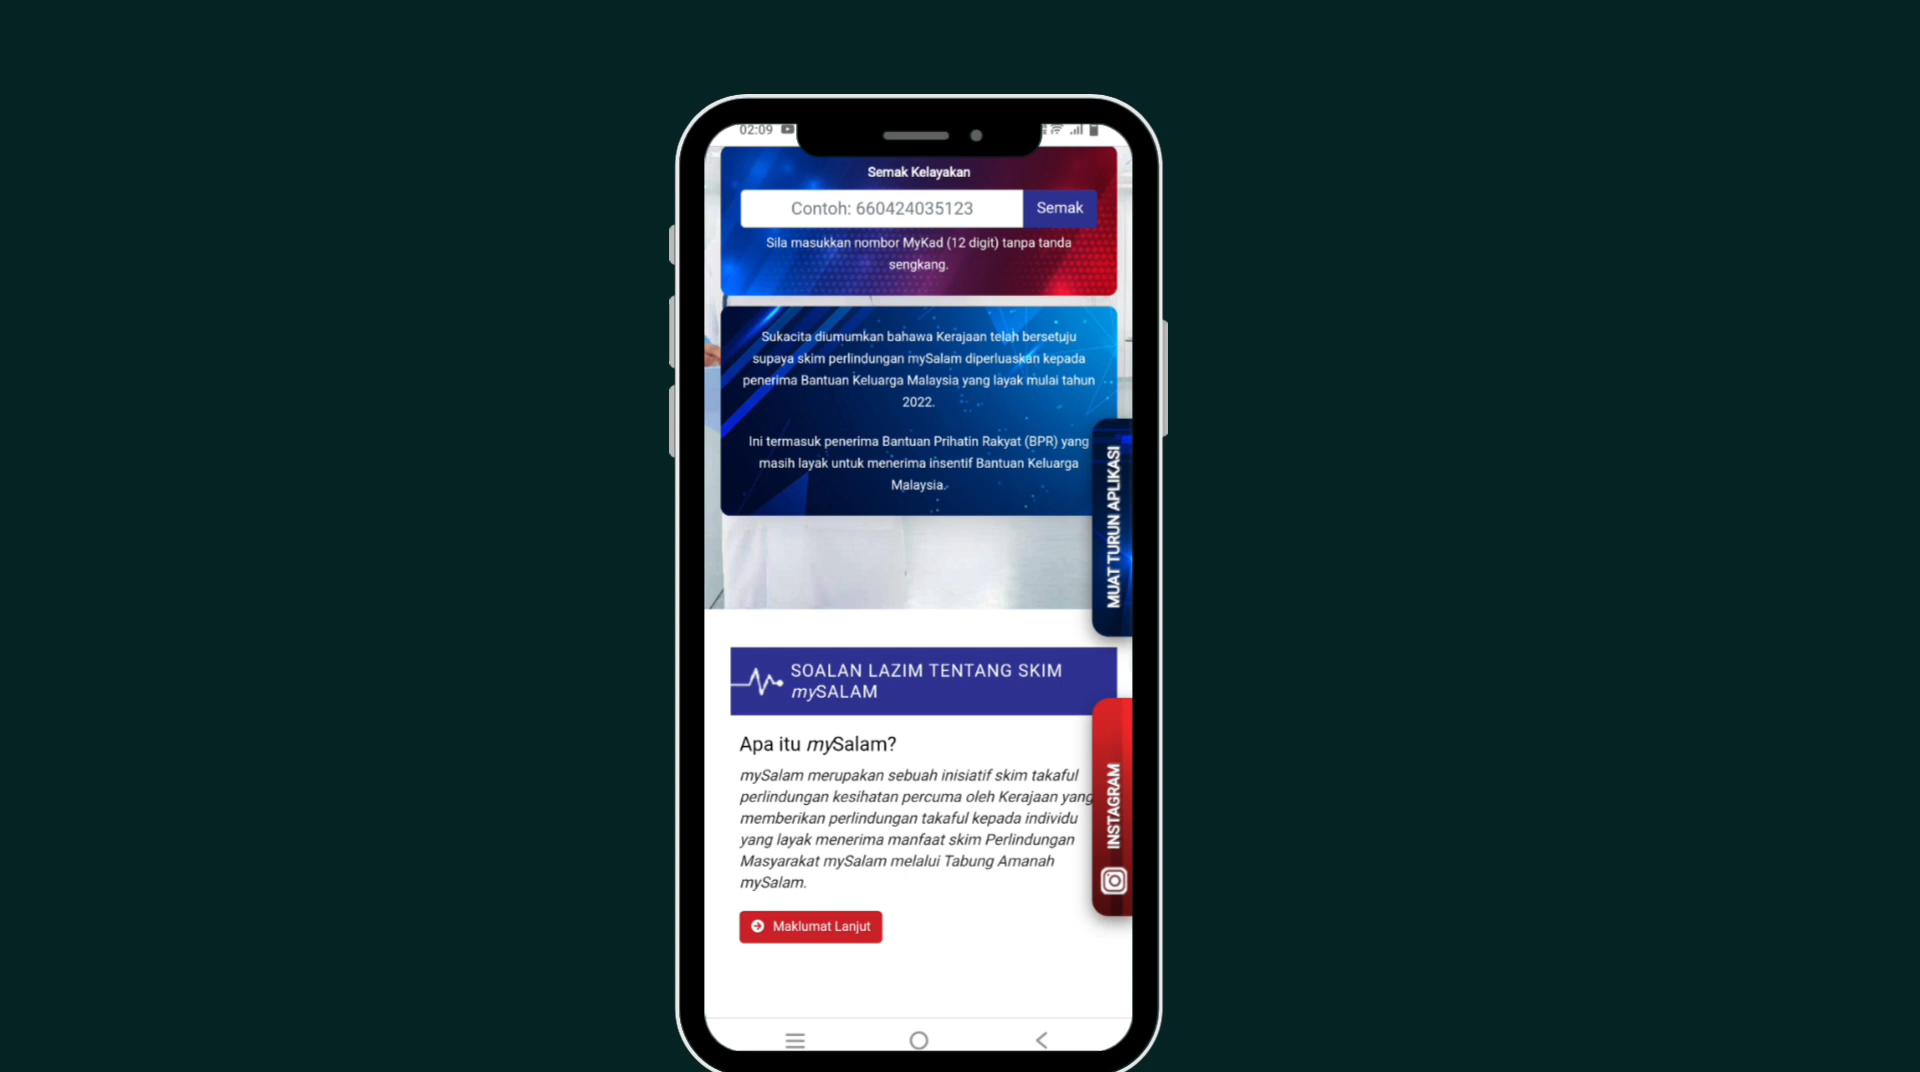 02:09
Semak Kelayakan
Contoh: 660424035123
Semak
Sila masukkan nombor MyKad (12 digit) tanpa tanda
sengkang.
Sukacita diumumkan bahawa Kerajaan telah bersetuju
supaya skim perlindungan mySalam diperluaskan kepada
penerima Bantuan Keluarga Malaysia yang layak mulai tahun
2022.
Ini termasuk penerima Bantuan Prihatin Rakyat (BPR) yang
masih layak untuk menerima insentif Bantuan Keluarga
Malaysia.
MUAT TURUN APLIKASI
SOALAN LAZIM TENTANG SKIM
mySALAM
Apa itu mySalam?
mySalam merupakan sebuah inisiatif skim takaful
perlindungan kesihatan percuma oleh Kerajaan yang
memberikan perlindungan takaful kepada individu
yang layak menerima manfaat skim Perlindungan
Masyarakat mySalam melalui Tabung Amanah
mySalam.
INSTAGRAM
Maklumat Lanjut